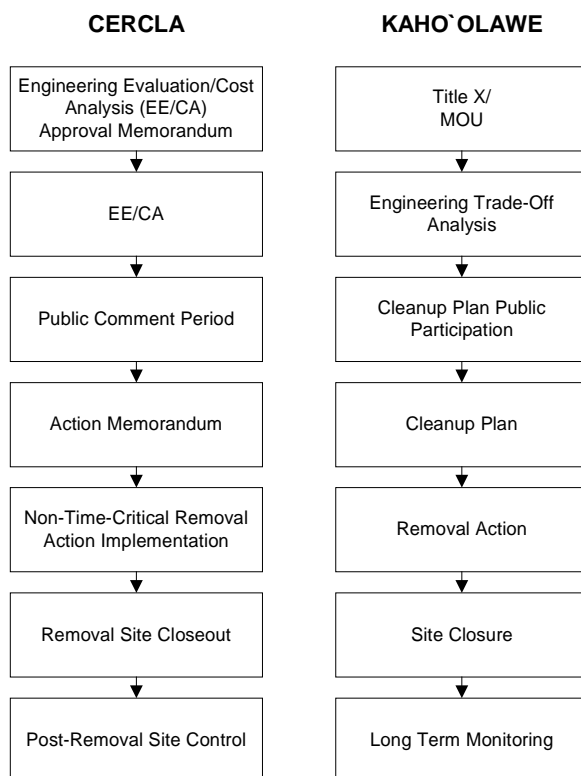 CERCLA
Engineering Evaluation/Cost
Analysis (EE/CA)
Approval Memorandum
EE/CA
Public Comment Period
Action Memorandum
Non-Time-Critical Removal
Action Implementation
Removal Site Closeout
Post-Removal Site Control
KAHO`OLAWE
Title X/
MOU
Engineering Trade-Off
Analysis
Cleanup Plan Public
Participation
Cleanup Plan
Removal Action
Site Closure
Long Term Monitoring